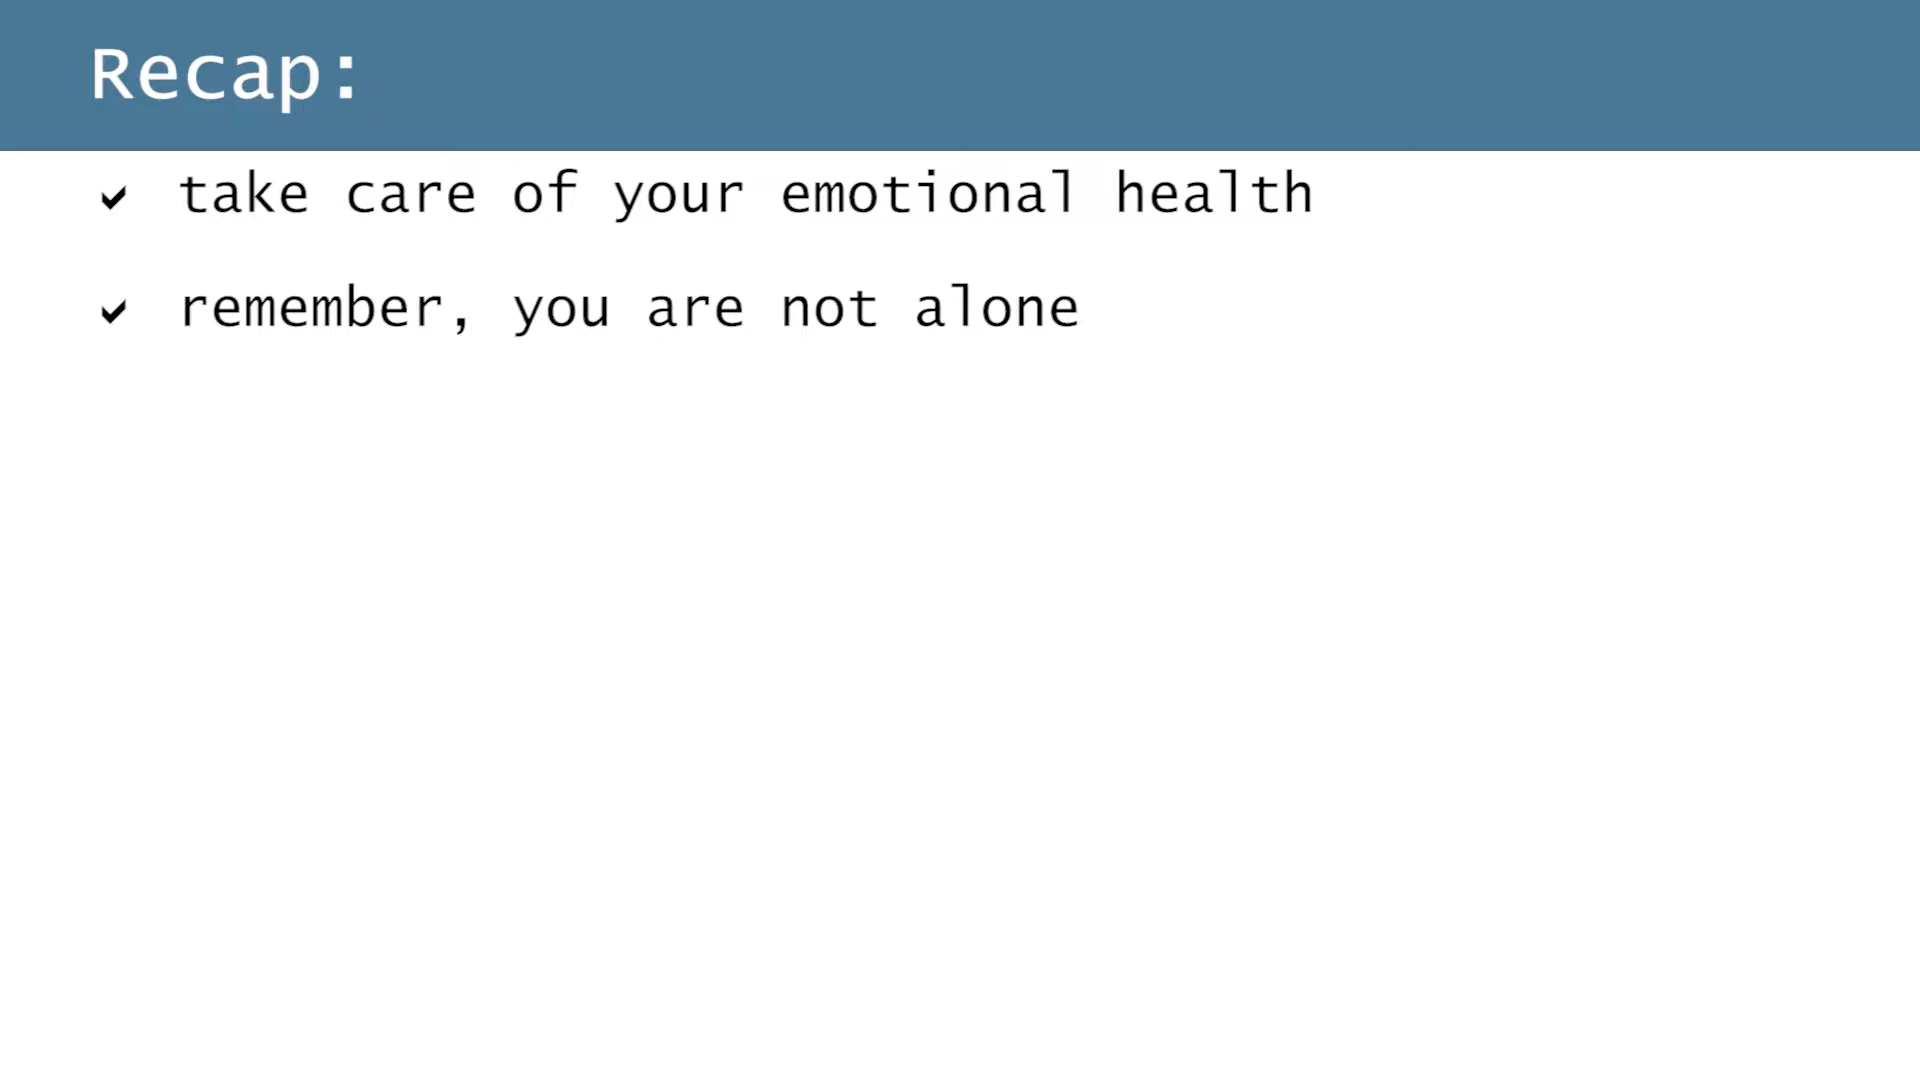 Recap:
✔ take care of your emotional health
✔ remember, you are not alone